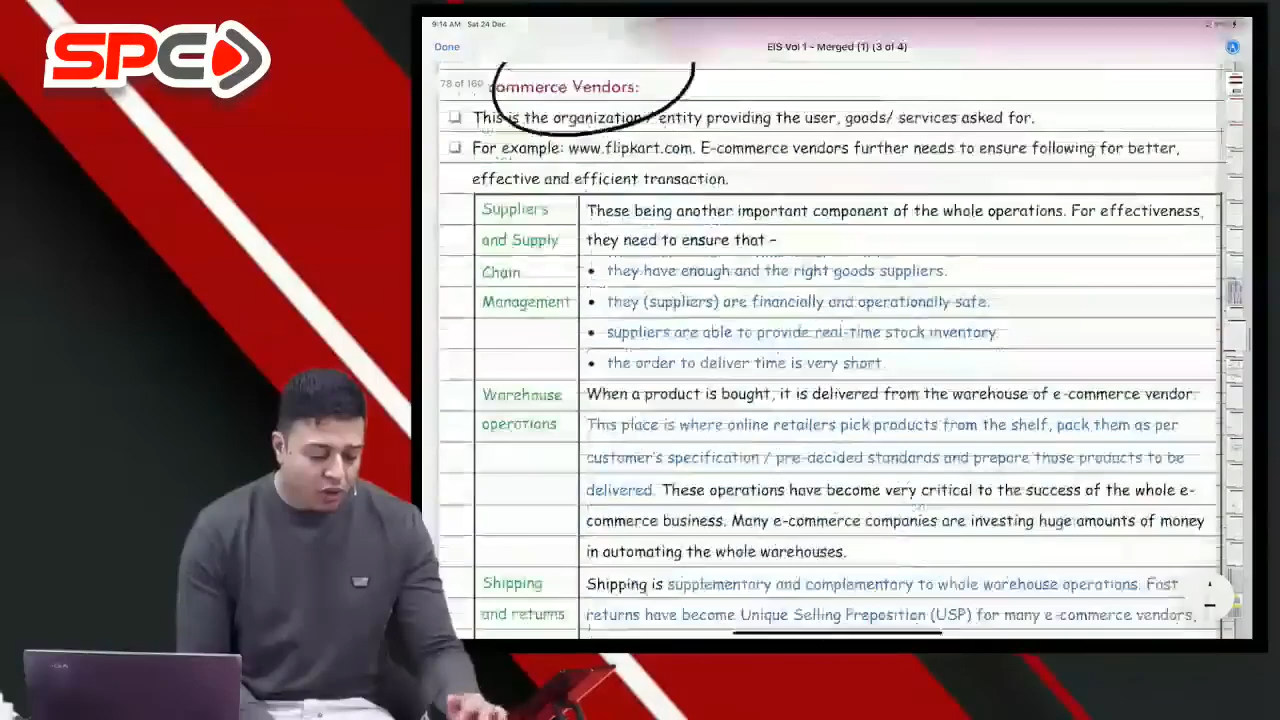 SPC
9:14 AM Sat 24 Dec
Done
EIS Vol 1 - Merged (1) (3 of 4)
78 of 160
ommerce Vendors:
This is the organization / entity providing the user, goods/ services asked for.
For example: www.flipkart.com. E-commerce vendors further needs to ensure following for better,
effective and efficient transaction.
Suppliers
and Supply
Chain
Management
These being another important component of the whole operations. For effectiveness,
they need to ensure that –
• they have enough and the right goods suppliers.
• they (suppliers) are financially and operationally safe.
• suppliers are able to provide real-time stock inventory.
• the order to deliver time is very short.
Warehouse
operations
When a product is bought, it is delivered from the warehouse of e-commerce vendor.
This place is where online retailers pick products from the shelf, pack them as per
customer's specification / pre-decided standards and prepare those products to be
delivered. These operations have become very critical to the success of the whole e-
commerce business. Many e-commerce companies are investing huge amounts of money
in automating the whole warehouses.
Shipping
and returns
Shipping is supplementary and complementary to whole warehouse operations. Fast
returns have become Unique Selling Preposition (USP) for many e-commerce vendors,